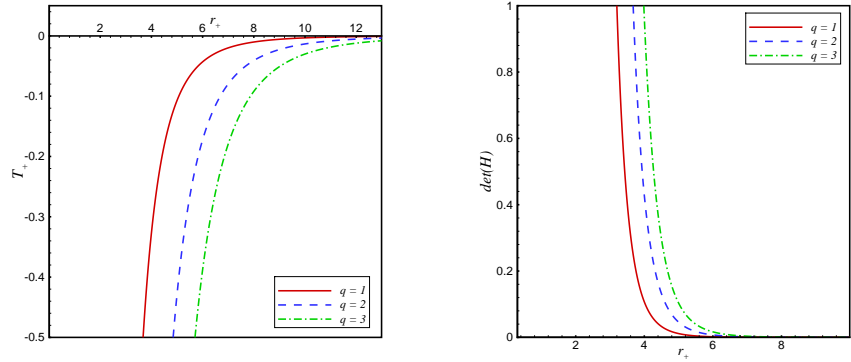 r₊
2 4 6 8 10 12
0
-0.1
-0.2
-0.3
-0.4
-0.5
T₊
q = 1
q = 2
q = 3
1
0.8
0.6
0.4
0.2
0
det(H)
2 4 6 8
r₊
q = 1
q = 2
q = 3